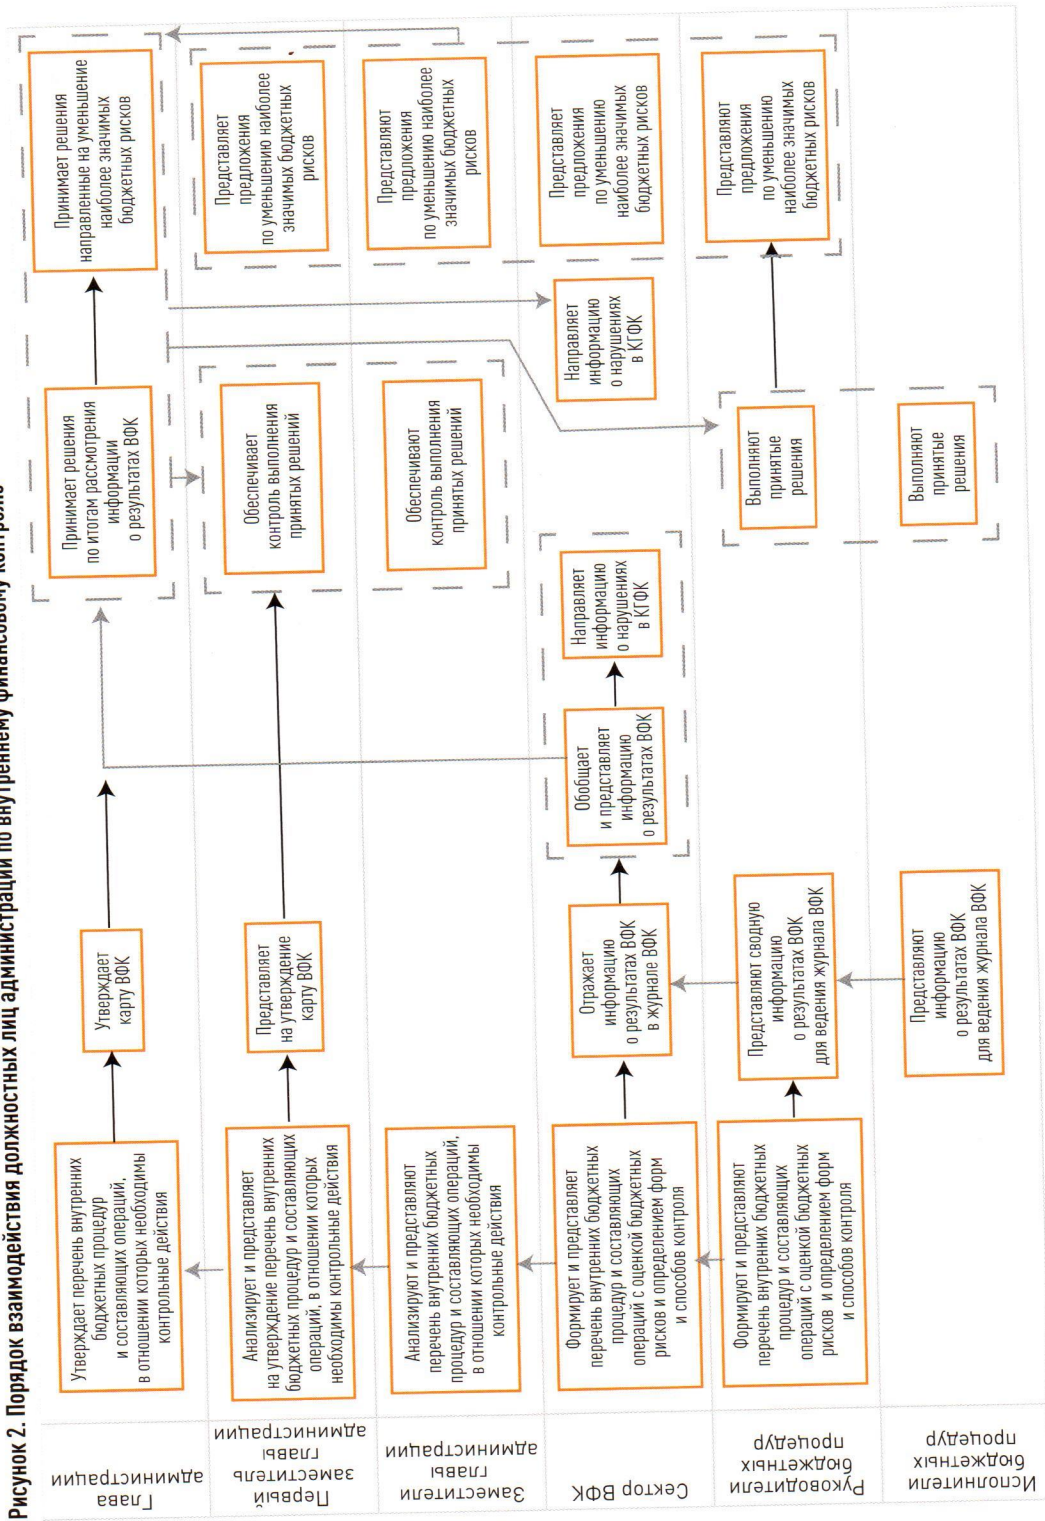 Рисунок 2. Порядок взаимодействия должностных лиц администрации по внутреннему финансовому контролю
Глава
администрации
Утверждает перечень внутренних
бюджетных процедур
и составляющих операций,
в отношении которых необходимы
контрольные действия
Утверждает
карту ВФК
Принимает решения
по итогам рассмотрения
информации
о результатах ВФК
Принимает решения
направленные на уменьшение
наиболее значимых
бюджетных рисков
Первый
заместитель
главы
администрации
Анализирует и представляет
на утверждение перечень внутренних
бюджетных процедур и составляющих
операций, в отношении которых
необходимы контрольные действия
Представляет
на утверждение
карту ВФК
Обеспечивает
контроль выполнения
принятых решений
Представляет
предложения
по уменьшению наиболее
значимых бюджетных
рисков
Заместители
главы
администрации
Анализируют и представляют
перечень внутренних бюджетных
процедур и составляющих операций,
в отношении которых необходимы
контрольные действия
Обеспечивают
контроль выполнения
принятых решений
Представляют
предложения
по уменьшению наиболее
значимых бюджетных
рисков
Сектор ВФК
Формирует и представляет
перечень внутренних бюджетных
процедур и составляющих
операций с оценкой бюджетных
рисков и определением форм
и способов контроля
Отражает
информацию
о результатах ВФК
в журнале ВФК
Обобщает
и представляет
информацию
о результатах ВФК
Направляет
информацию
о нарушениях
в КГФК
Направляет
информацию
о нарушениях
в КГФК
Представляет
предложения
по уменьшению
наиболее значимых
бюджетных рисков
Руководители
бюджетных
процедур
Формируют и представляют
перечень внутренних бюджетных
процедур и составляющих
операций с оценкой бюджетных
рисков и определением форм
и способов контроля
Представляют сводную
информацию
о результатах ВФК
для ведения журнала ВФК
Выполняют
принятые
решения
Представляют
предложения
по уменьшению
наиболее значимых
бюджетных рисков
Исполнители
бюджетных
процедур
Представляют
информацию
о результатах ВФК
для ведения журнала ВФК
Выполняют
принятые
решения